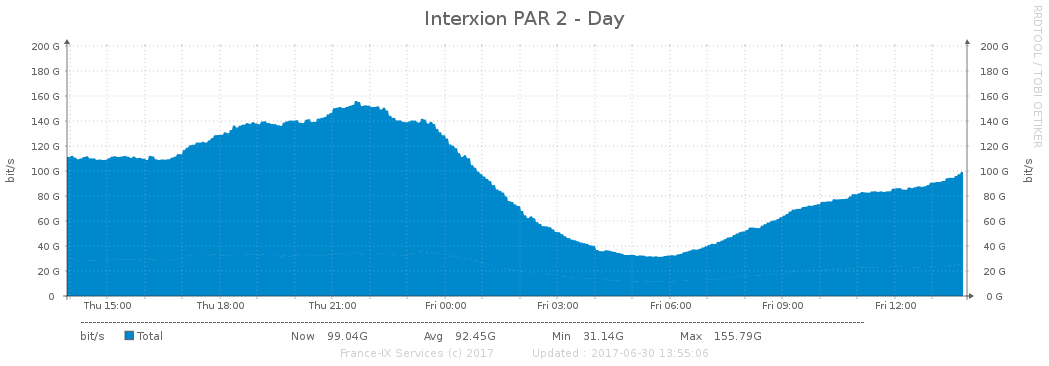 Interxion PAR 2 - Day
RRDTOOL / TOBI OETIKER
200 G 200 G
180 G 180 G
160 G 160 G
140 G 140 G
120 G 120 G
100 G 100 G
80 G 80 G
60 G 60 G
40 G 40 G
20 G 20 G
0 0 G
bit/s bit/s
Thu 15:00 Thu 18:00 Thu 21:00 Fri 00:00 Fri 03:00 Fri 06:00 Fri 09:00 Fri 12:00
bit/s Total Now 99.04G Avg 92.45G Min 31.14G Max 155.79G
France-IX Services (c) 2017 Updated : 2017-06-30 13:55:06